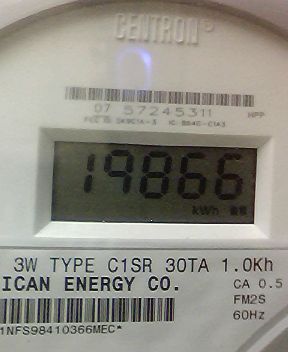 CENTRON®
07 57245311 HPP
19866
kWh
3W TYPE C1SR 30TA 1.0Kh
ICAN ENERGY CO. CA 0.5
FM2S
60Hz
1NFS98410366MEC*